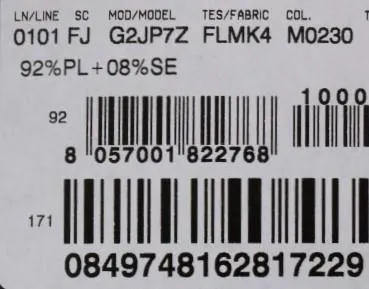 LN/LINE SC MOD/MODEL TES/FABRIC COL.
0101 FJ G2JP7Z FLMK4 M0230
92%PL+08%SE
1000
92
8 057001 822768
171
0849748162817229